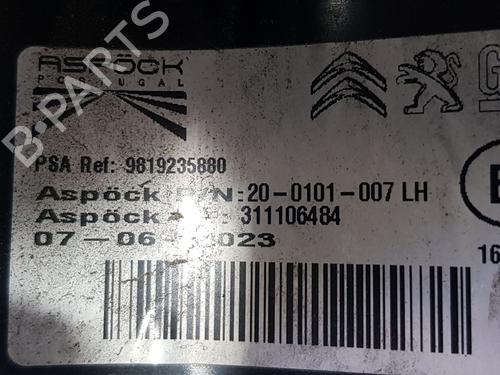 ASPÖCK
PORTUGAL
B-PARTS
PSA Ref: 9819235880
Aspöck P/N: 20-0101-007 LH
Aspöck 311106484
07-06 2023
16